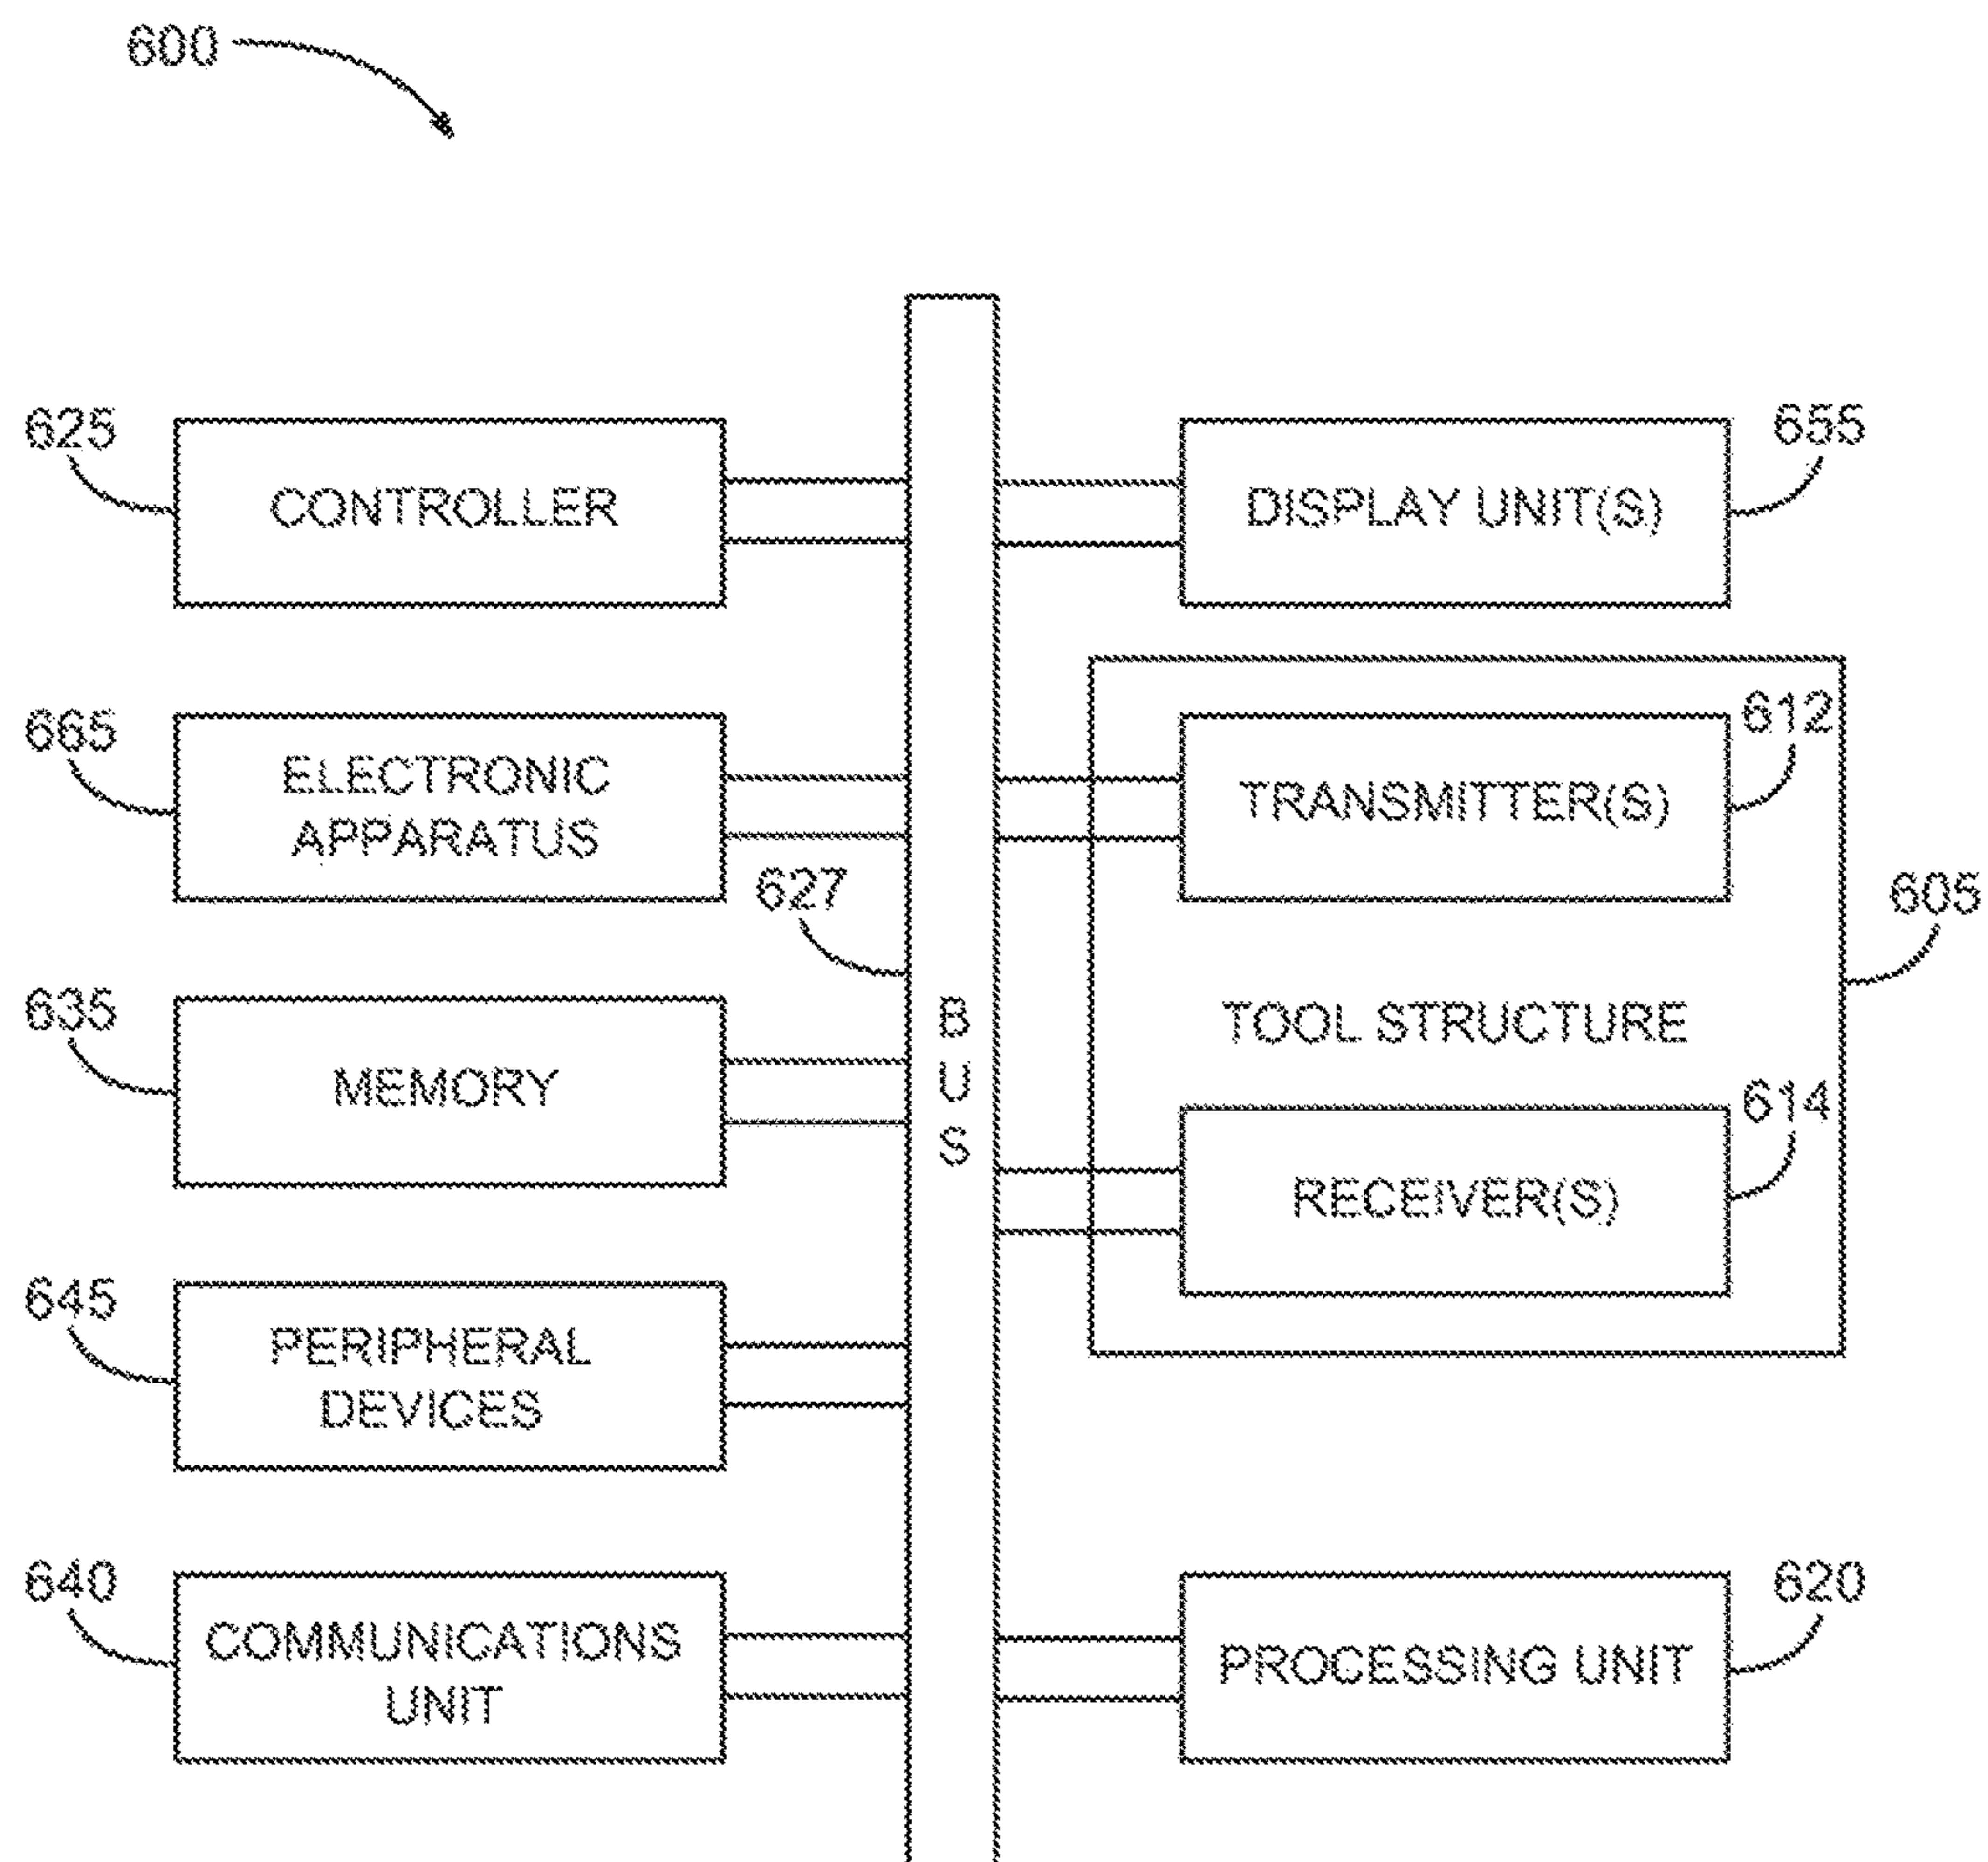 600
625
CONTROLLER
DISPLAY UNIT(S)
655
665
ELECTRONIC
APPARATUS
TRANSMITTER(S)
612
627
605
635
MEMORY
B
U
S
TOOL STRUCTURE
614
RECEIVER(S)
645
PERIPHERAL
DEVICES
640
COMMUNICATIONS
UNIT
PROCESSING UNIT
620